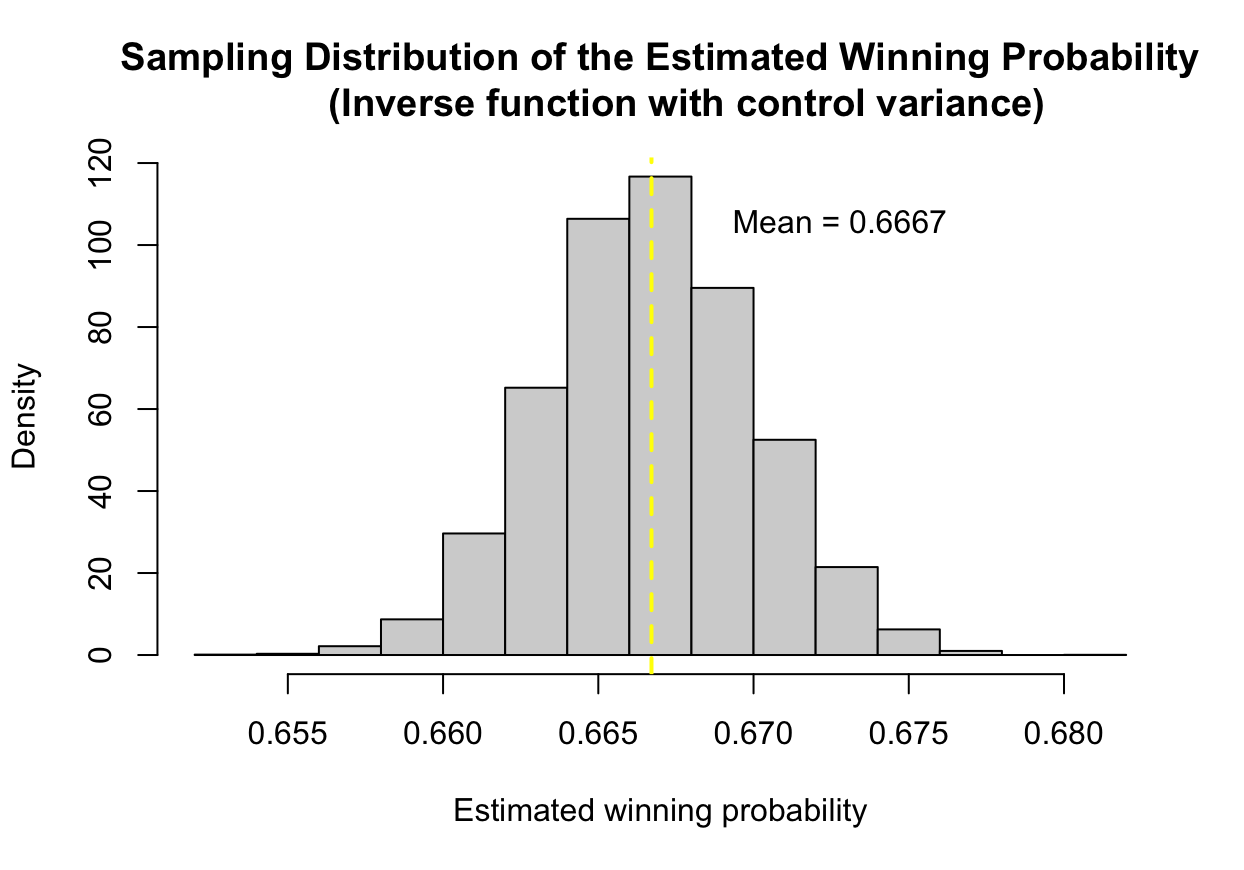 Sampling Distribution of the Estimated Winning Probability
(Inverse function with control variance)
120
100
80
60
40
20
0
Density
Mean = 0.6667
0.655 0.660 0.665 0.670 0.675 0.680
Estimated winning probability